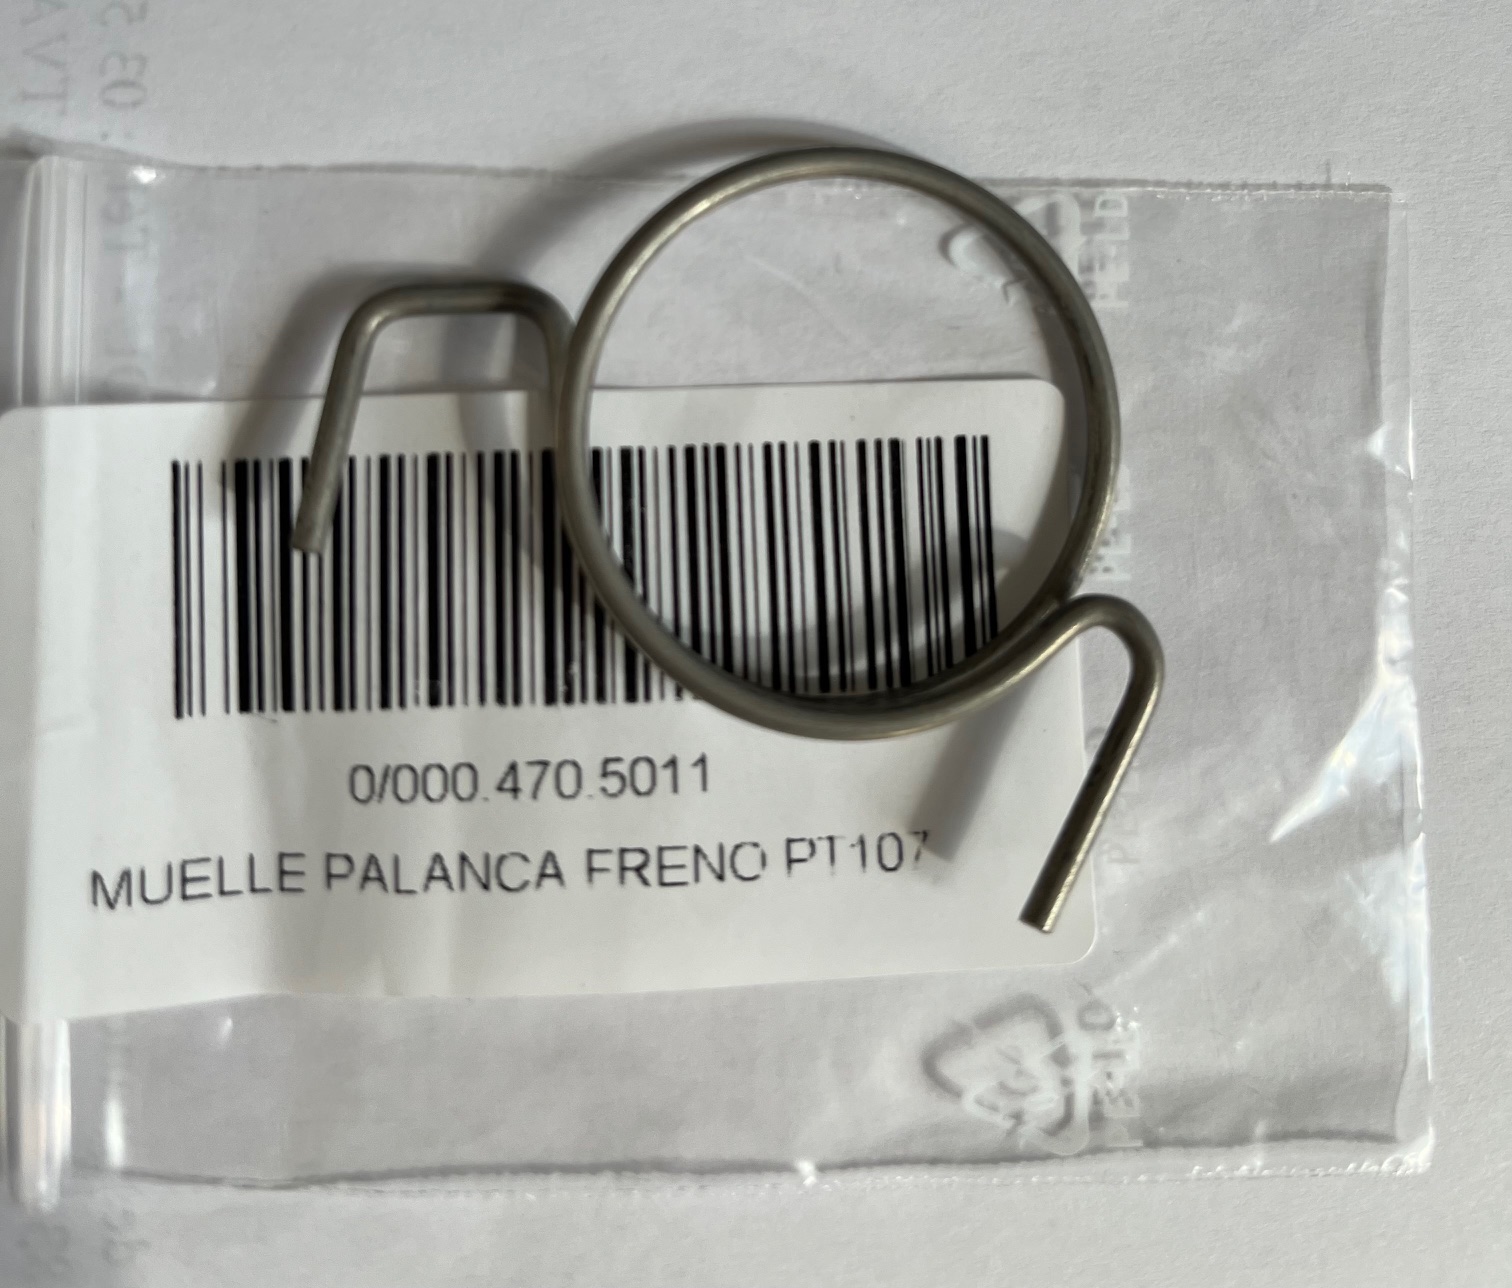 0/000.470.5011
MUELLE PALANCA FRENO PT107